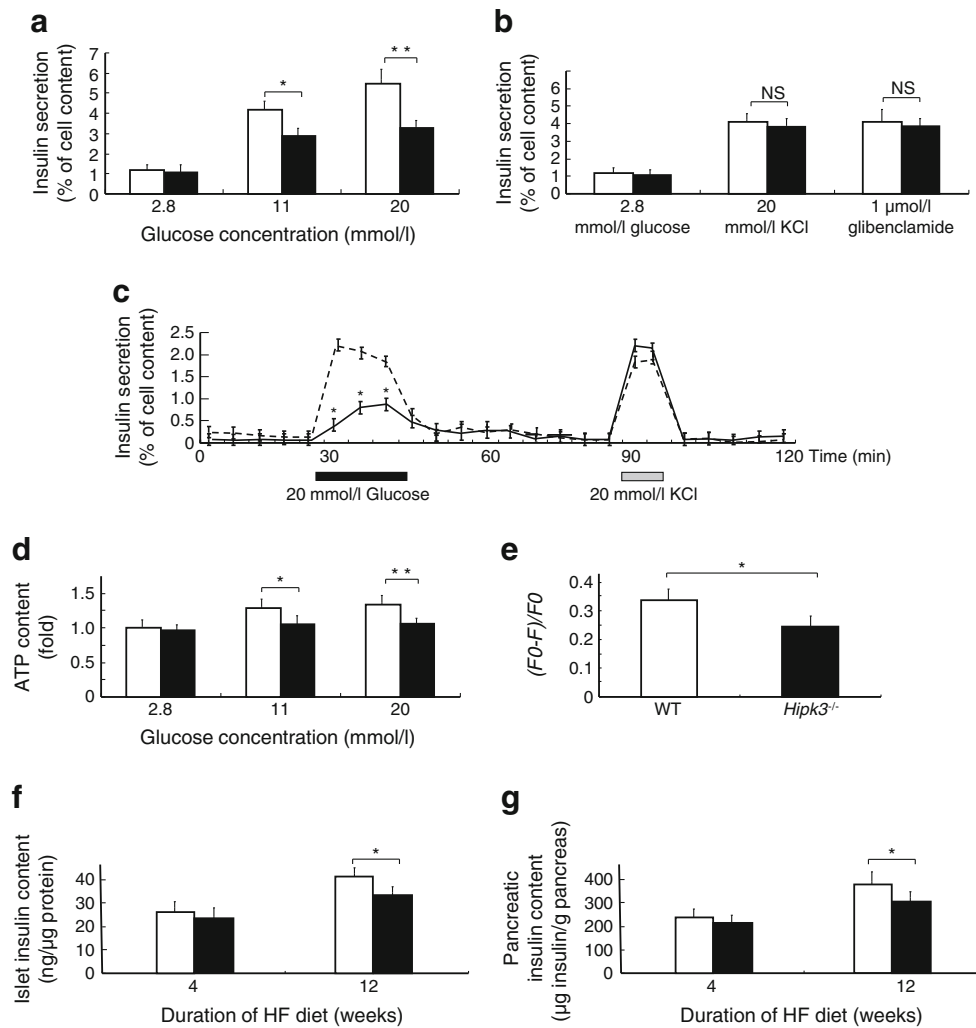 a
Insulin secretion
(% of cell content)
7
6
5
4
3
2
1
0
*
* *
2.8
11
20
Glucose concentration (mmol/l)
b
Insulin secretion
(% of cell content)
5
4
3
2
1
0
NS
NS
2.8
mmol/l glucose
20
mmol/l KCl
1 µmol/l
glibenclamide
c
Insulin secretion
(% of cell content)
2.5
2.0
1.0
0.5
0
*
*
*
0
30
60
90
120
Time (min)
20 mmol/l Glucose
20 mmol/l KCl
d
ATP content
(fold)
1.5
1.0
0.5
0
*
* *
2.8
11
20
Glucose concentration (mmol/l)
e
(F0-F)/F0
0.4
0.3
0.2
0.1
0
*
WT
Hipk3-/-
f
Islet insulin content
(ng/µg protein)
40
30
20
10
0
*
4
12
Duration of HF diet (weeks)
g
Pancreatic
insulin content
(µg insulin/g pancreas)
400
300
200
100
0
*
4
12
Duration of HF diet (weeks)